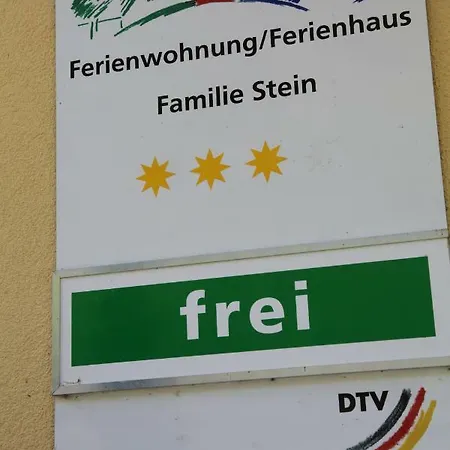 Ferienwohnung/Ferienhaus
Familie Stein
frei
DTV